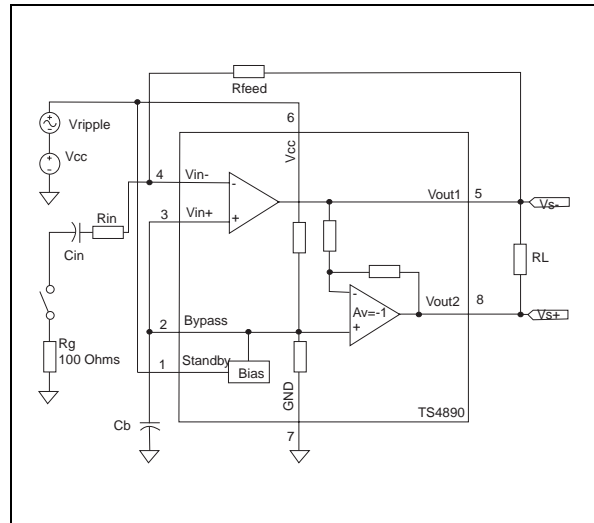 Rfeed
Vripple
6
Vcc
Vcc
4
Vin-
-
Vout1
5
Vs-
Rin
3
Vin+
+
Cin
RL
-
Av=-1
+
Vout2
8
Vs+
2
Bypass
Rg
100 Ohms
1
Standby
Bias
GND
TS4890
Cb
7